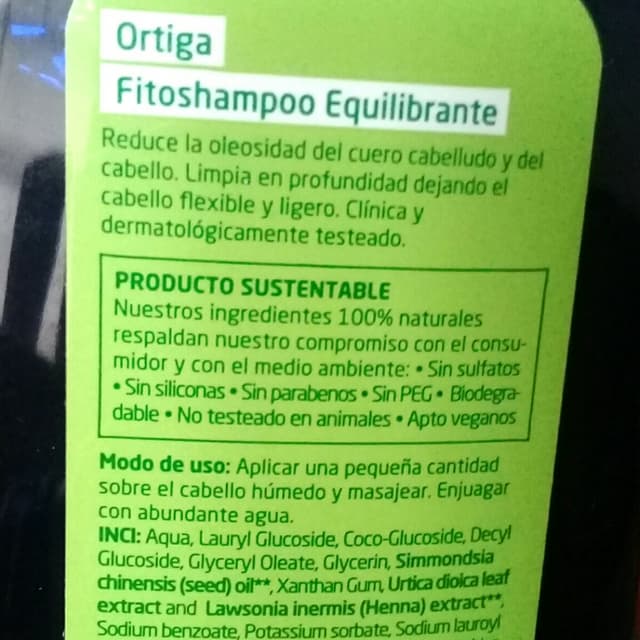 Ortiga
Fitoshampoo Equilibrante
Reduce la oleosidad del cuero cabelludo y del
cabello. Limpia en profundidad dejando el
cabello flexible y ligero. Clínica y
dermatológicamente testeado.
PRODUCTO SUSTENTABLE
Nuestros ingredientes 100% naturales
respaldan nuestro compromiso con el consu-
midor y con el medio ambiente: • Sin sulfatos
• Sin siliconas • Sin parabenos • Sin PEG • Biodegra-
dable • No testeado en animales • Apto veganos
Modo de uso: Aplicar una pequeña cantidad
sobre el cabello húmedo y masajear. Enjuagar
con abundante agua.
INCI: Aqua, Lauryl Glucoside, Coco-Glucoside, Decyl
Glucoside, Glyceryl Oleate, Glycerin, Simmondsia
chinensis (seed) oil**, Xanthan Gum, Urtica dioica leaf
extract and Lawsonia inermis (Henna) extract**,
Sodium benzoate, Potassium sorbate, Sodium lauroyl